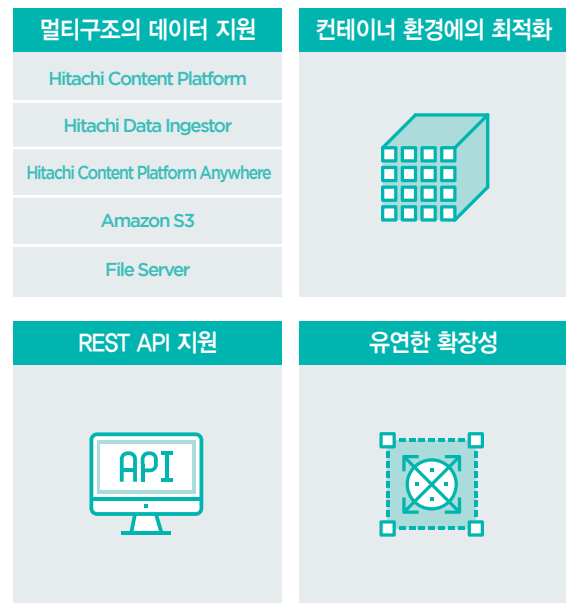 멀티구조의 데이터 지원
Hitachi Content Platform
Hitachi Data Ingestor
Hitachi Content Platform Anywhere
Amazon S3
File Server
컨테이너 환경에의 최적화
REST API 지원
API
유연한 확장성